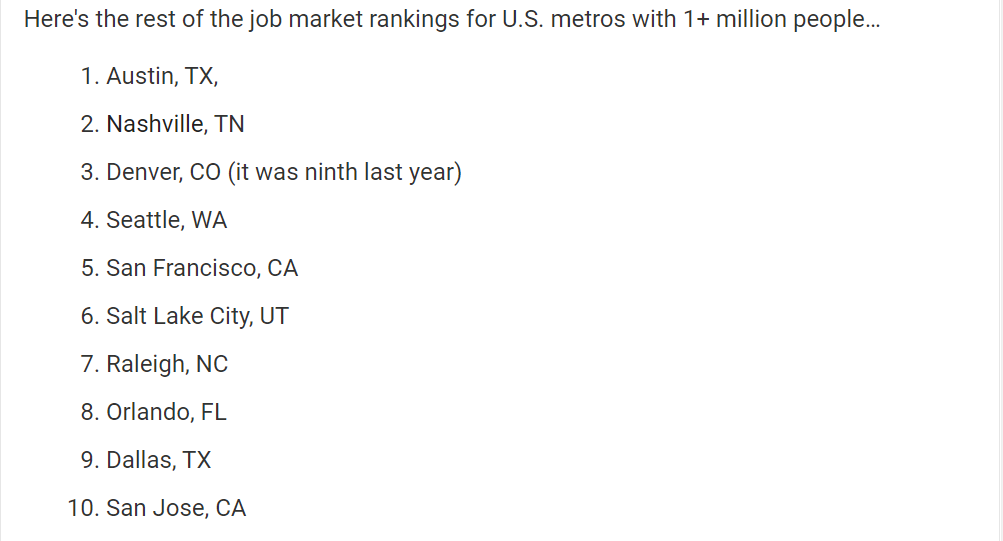 Here's the rest of the job market rankings for U.S. metros with 1+ million people…
1. Austin, TX,
2. Nashville, TN
3. Denver, CO (it was ninth last year)
4. Seattle, WA
5. San Francisco, CA
6. Salt Lake City, UT
7. Raleigh, NC
8. Orlando, FL
9. Dallas, TX
10. San Jose, CA